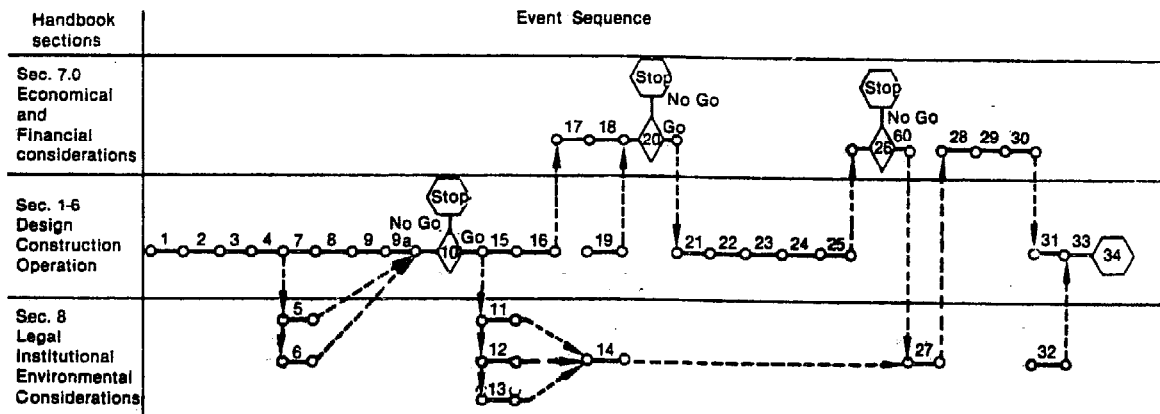 Handbook
sections
Event Sequence
Sec. 7.0
Economical
and
Financial
considerations
Stop
No Go
17 18 20 Go
Stop
No Go
26 60 28 29 30
Sec. 1-6
Design
Construction
Operation
Stop
No Go
1 2 3 4 7 8 9 9a 10 Go 15 16 19 21 22 23 24 25 31 33 34
Sec. 8
Legal
Institutional
Environmental
Considerations
5 11
6 12 14 27 32
13